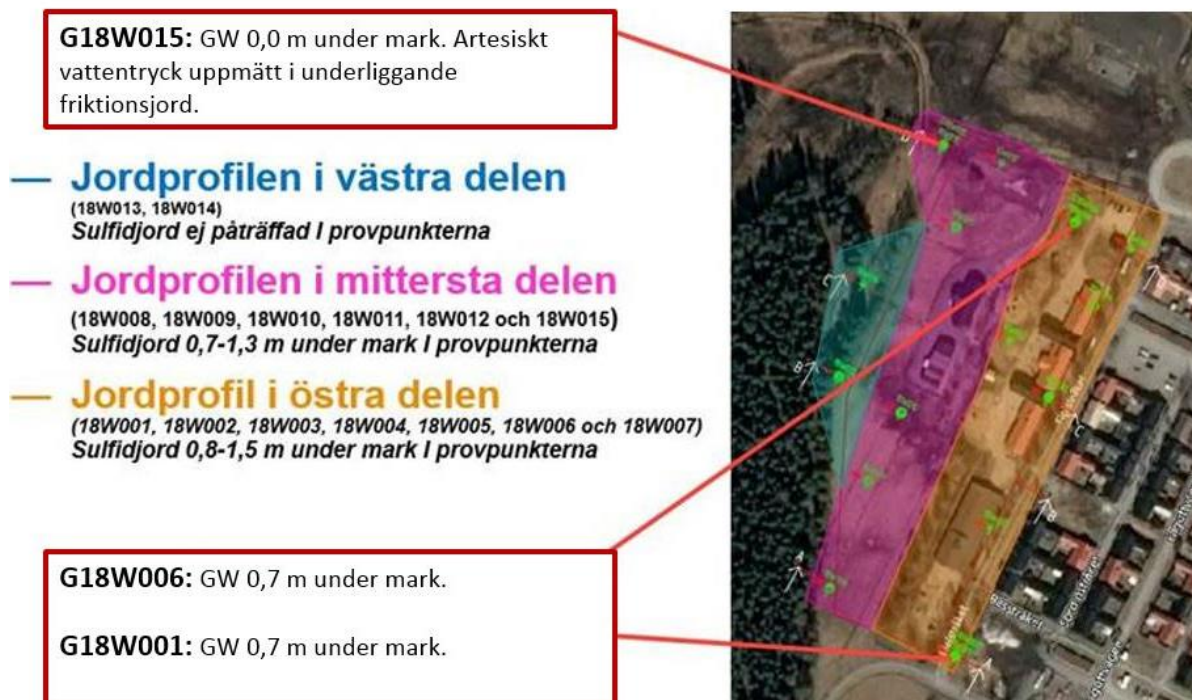 G18W015: GW 0,0 m under mark. Artesiskt
vattentryck uppmätt i underliggande
friktionsjord.
— Jordprofilen i västra delen
(18W013, 18W014)
Sulfidjord ej påträffad I provpunkterna
— Jordprofilen i mittersta delen
(18W008, 18W009, 18W010, 18W011, 18W012 och 18W015)
Sulfidjord 0,7-1,3 m under mark I provpunkterna
— Jordprofil i östra delen
(18W001, 18W002, 18W003, 18W004, 18W005, 18W006 och 18W007)
Sulfidjord 0,8-1,5 m under mark I provpunkterna
G18W006: GW 0,7 m under mark.
G18W001: GW 0,7 m under mark.
D
C
B
A
C
B
Basstråket